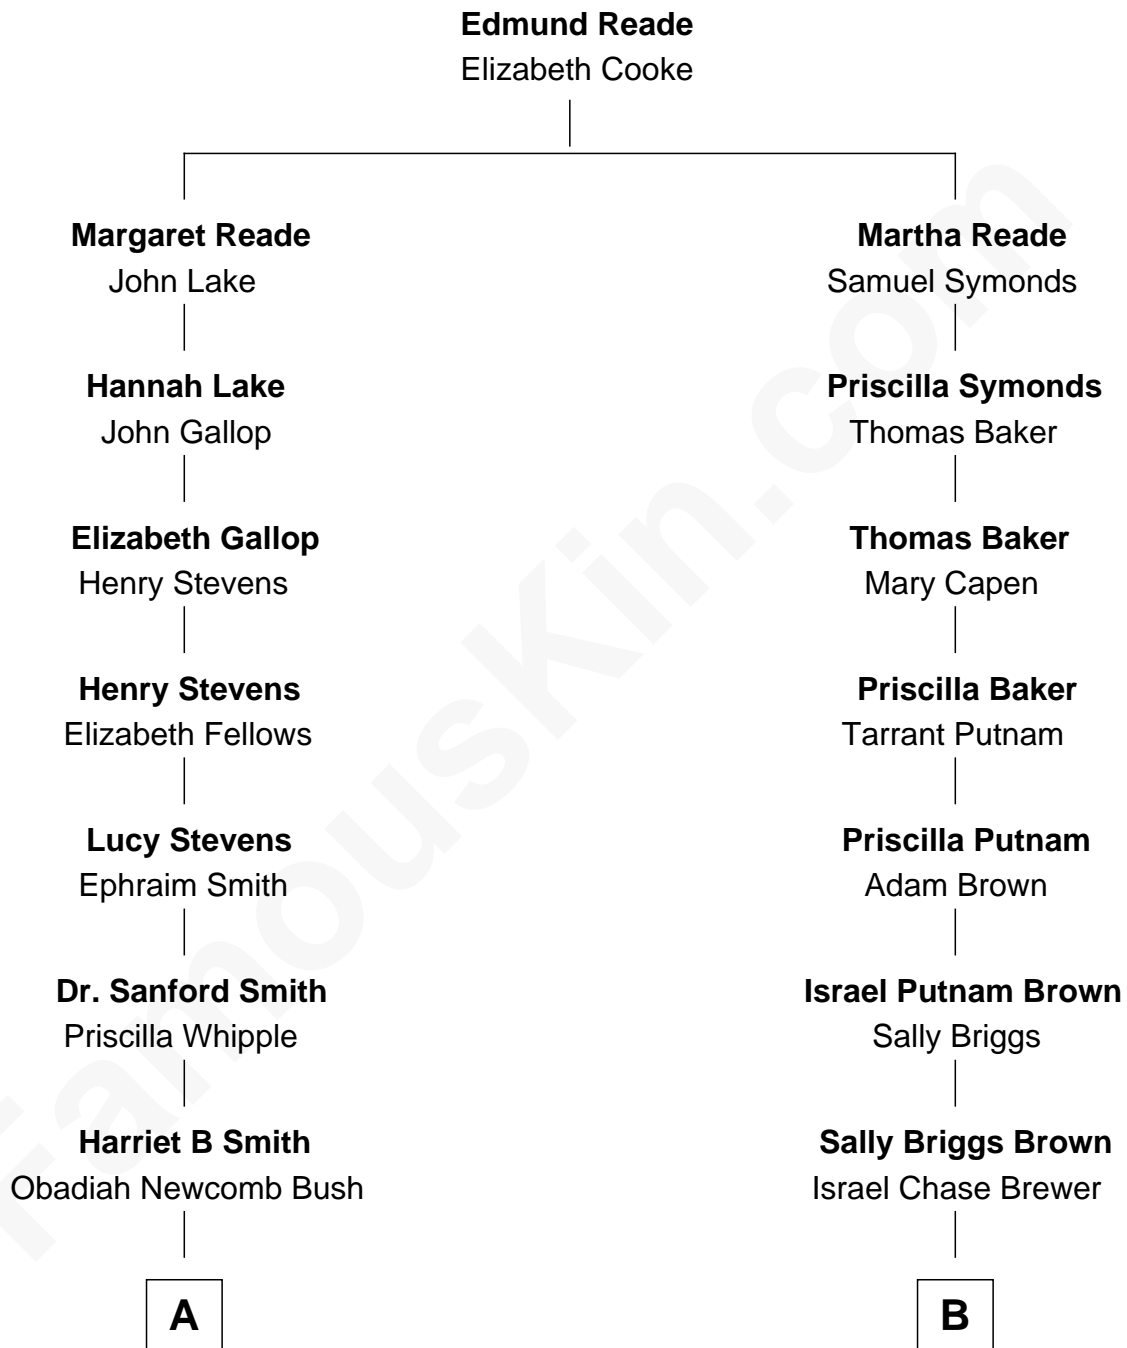 Edmund Reade
Elizabeth Cooke
Margaret Reade
John Lake
Martha Reade
Samuel Symonds
Hannah Lake
John Gallop
Priscilla Symonds
Thomas Baker
Elizabeth Gallop
Henry Stevens
Thomas Baker
Mary Capen
Henry Stevens
Elizabeth Fellows
Priscilla Baker
Tarrant Putnam
Lucy Stevens
Ephraim Smith
Priscilla Putnam
Adam Brown
Dr. Sanford Smith
Priscilla Whipple
Israel Putnam Brown
Sally Briggs
Harriet B Smith
Obadiah Newcomb Bush
Sally Briggs Brown
Israel Chase Brewer
A
B
FamousKin.com